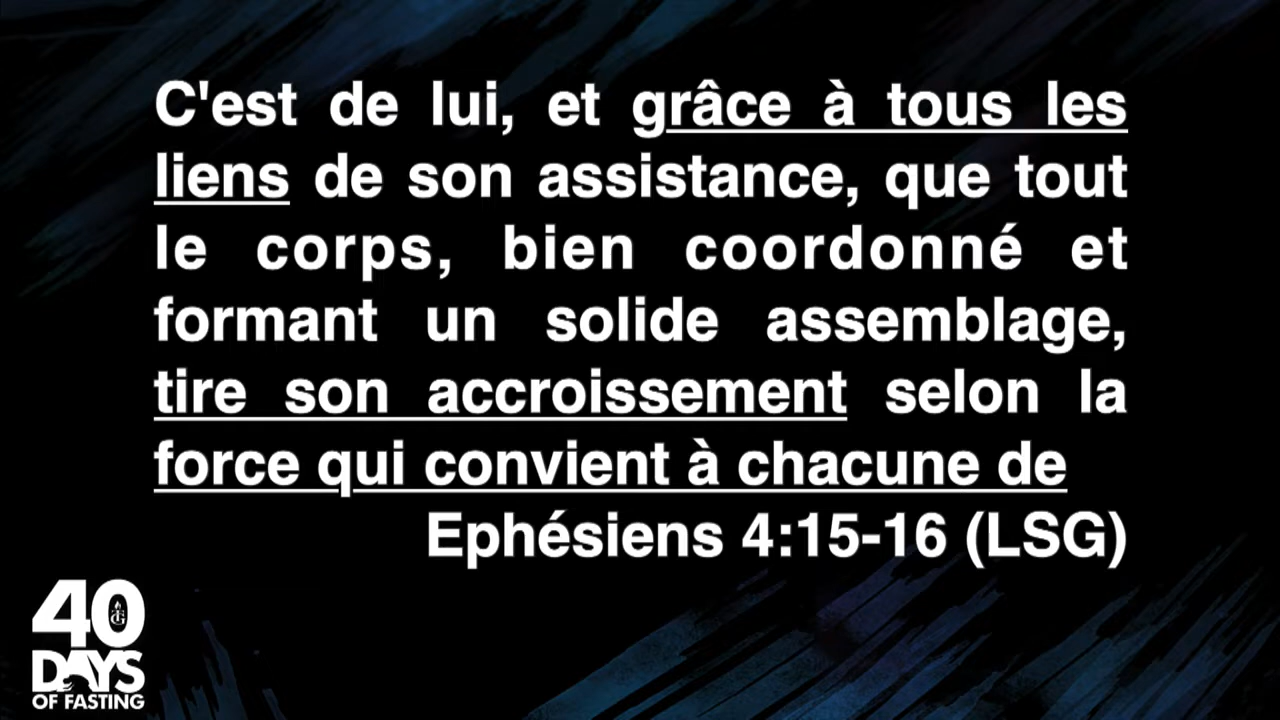 C'est de lui, et grâce à tous les
liens de son assistance, que tout
le corps, bien coordonné et
formant un solide assemblage,
tire son accroissement selon la
force qui convient à chacune de
Ephésiens 4:15-16 (LSG)
40
DAYS
OF FASTING